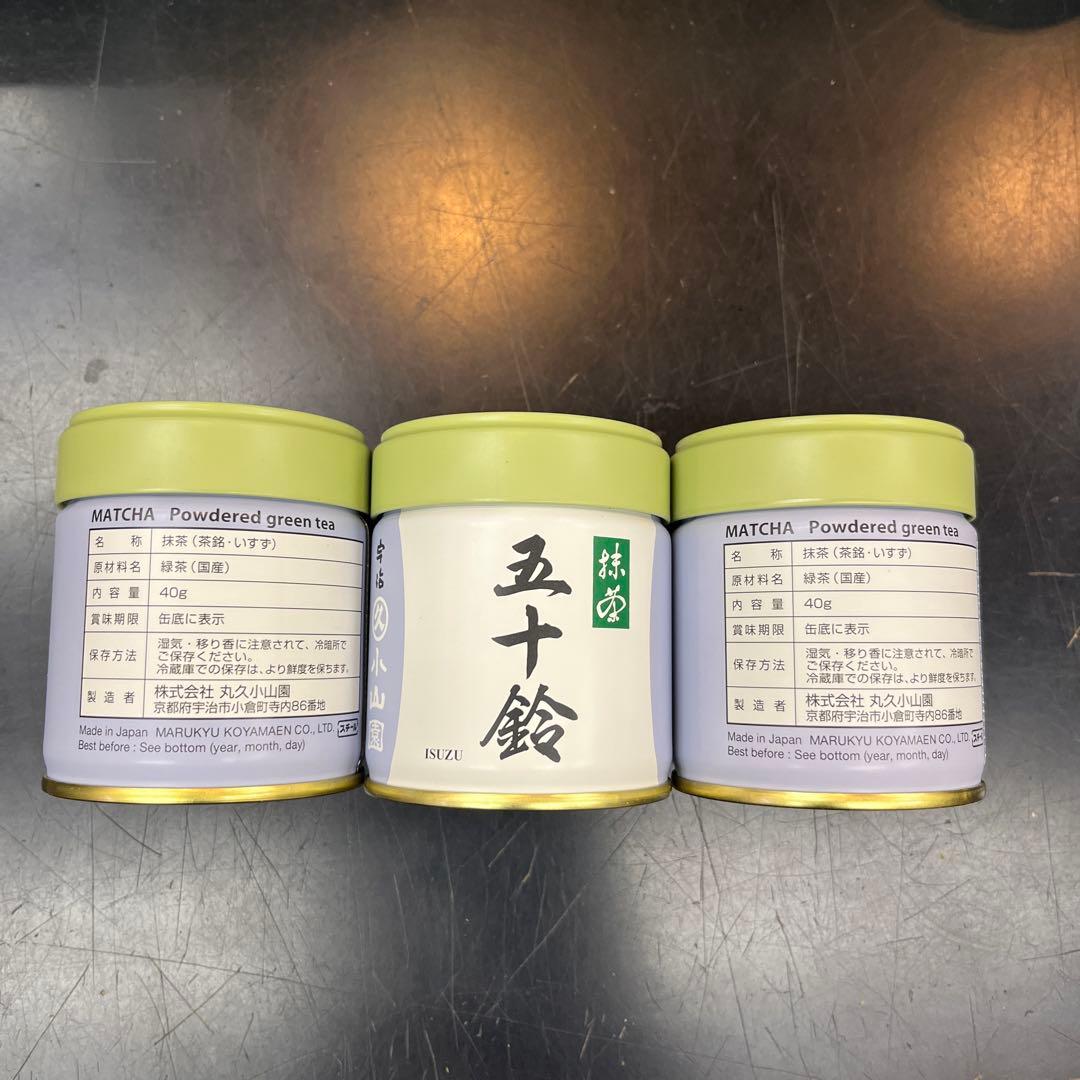 MATCHA Powdered green tea
名称 抹茶（茶銘・いすず）
原材料名 緑茶（国産）
内容量 40g
賞味期限 缶底に表示
保存方法 湿気・移り香に注意されて、冷暗所で
ご保存ください。
冷蔵庫での保存は、より鮮度を保ちます。
製造者 株式会社 丸久小山園
京都府宇治市小倉町寺内86番地
Made in Japan MARUKYU KOYAMAEN CO., LTD. スチール
Best before : See bottom (year, month, day)
宇治 久 小山園
五十鈴
抹茶
ISUZU
MATCHA Powdered green tea
名称 抹茶（茶銘・いすず）
原材料名 緑茶（国産）
内容量 40g
賞味期限 缶底に表示
保存方法 湿気・移り香に注意されて、冷暗所で
ご保存ください。
冷蔵庫での保存は、より鮮度を保ちます。
製造者 株式会社 丸久小山園
京都府宇治市小倉町寺内86番地
Made in Japan MARUKYU KOYAMAEN CO., LTD.
Best before : See bottom (year, month, day)